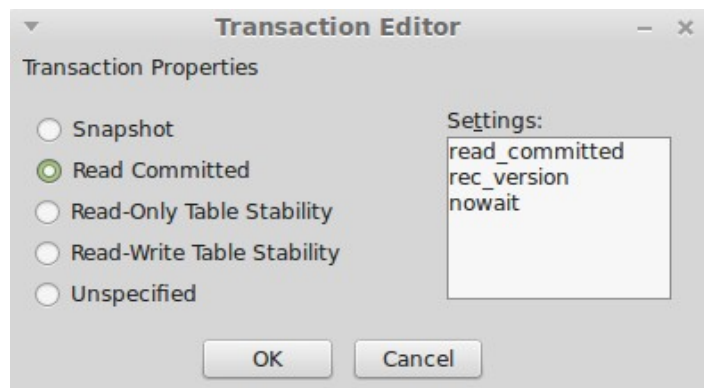 Transaction Editor
Transaction Properties
Snapshot
Read Committed
Read-Only Table Stability
Read-Write Table Stability
Unspecified
Settings:
read_committed
rec_version
nowait
OK Cancel